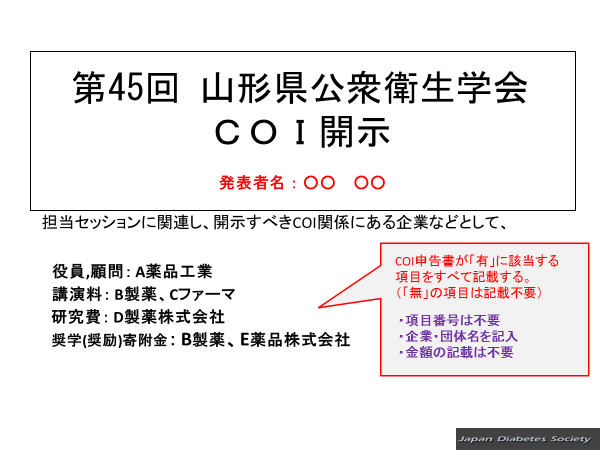 第45回 山形県公衆衛生学会
ＣＯＩ開示
発表者名：〇〇　〇〇
担当セッションに関連し、開示すべきCOI関係にある企業などとして、
役員,顧問：A薬品工業
講演料：B製薬、Cファーマ
研究費：D製薬株式会社
奨学(奨励)寄附金：B製薬、E薬品株式会社
COI申告書が「有」に該当する
項目をすべて記載する。
（「無」の項目は記載不要）
・項目番号は不要
・企業・団体名を記入
・金額の記載は不要
Japan Diabetes Society